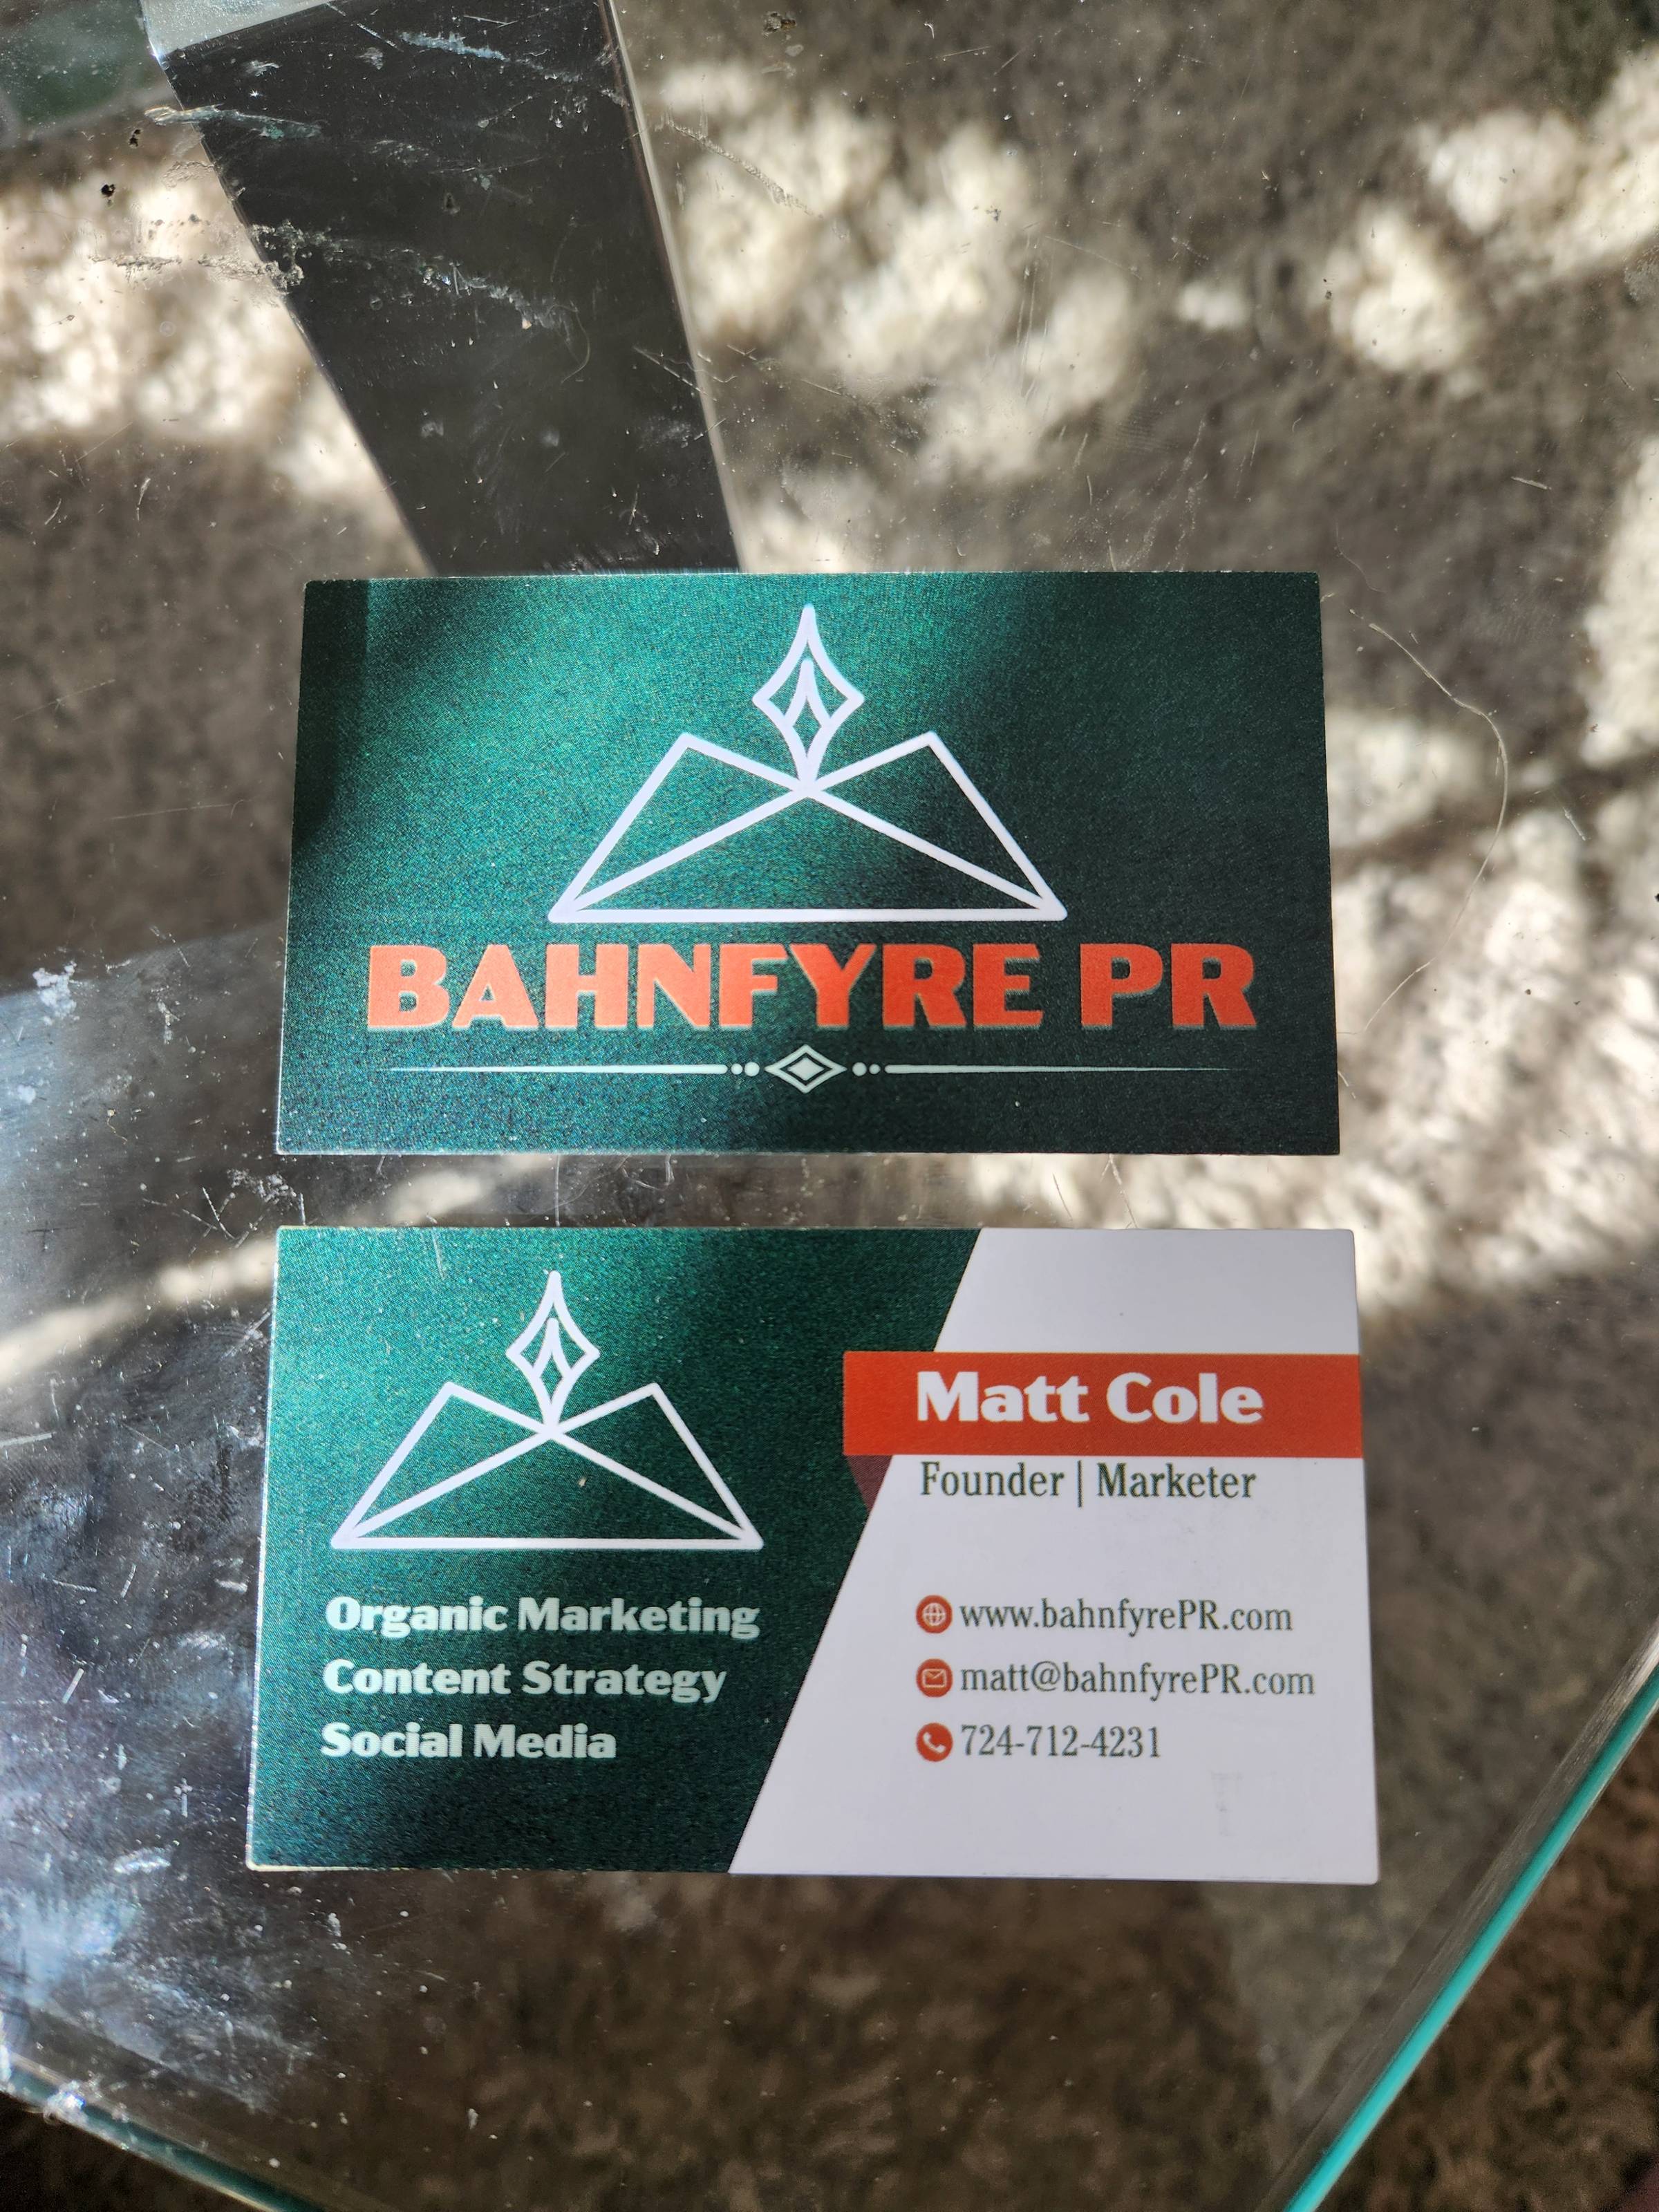 BAHNFYRE PR
Matt Cole
Founder | Marketer
Organic Marketing
Content Strategy
Social Media
www.bahnfyrePR.com
matt@bahnfyrePR.com
724-712-4231